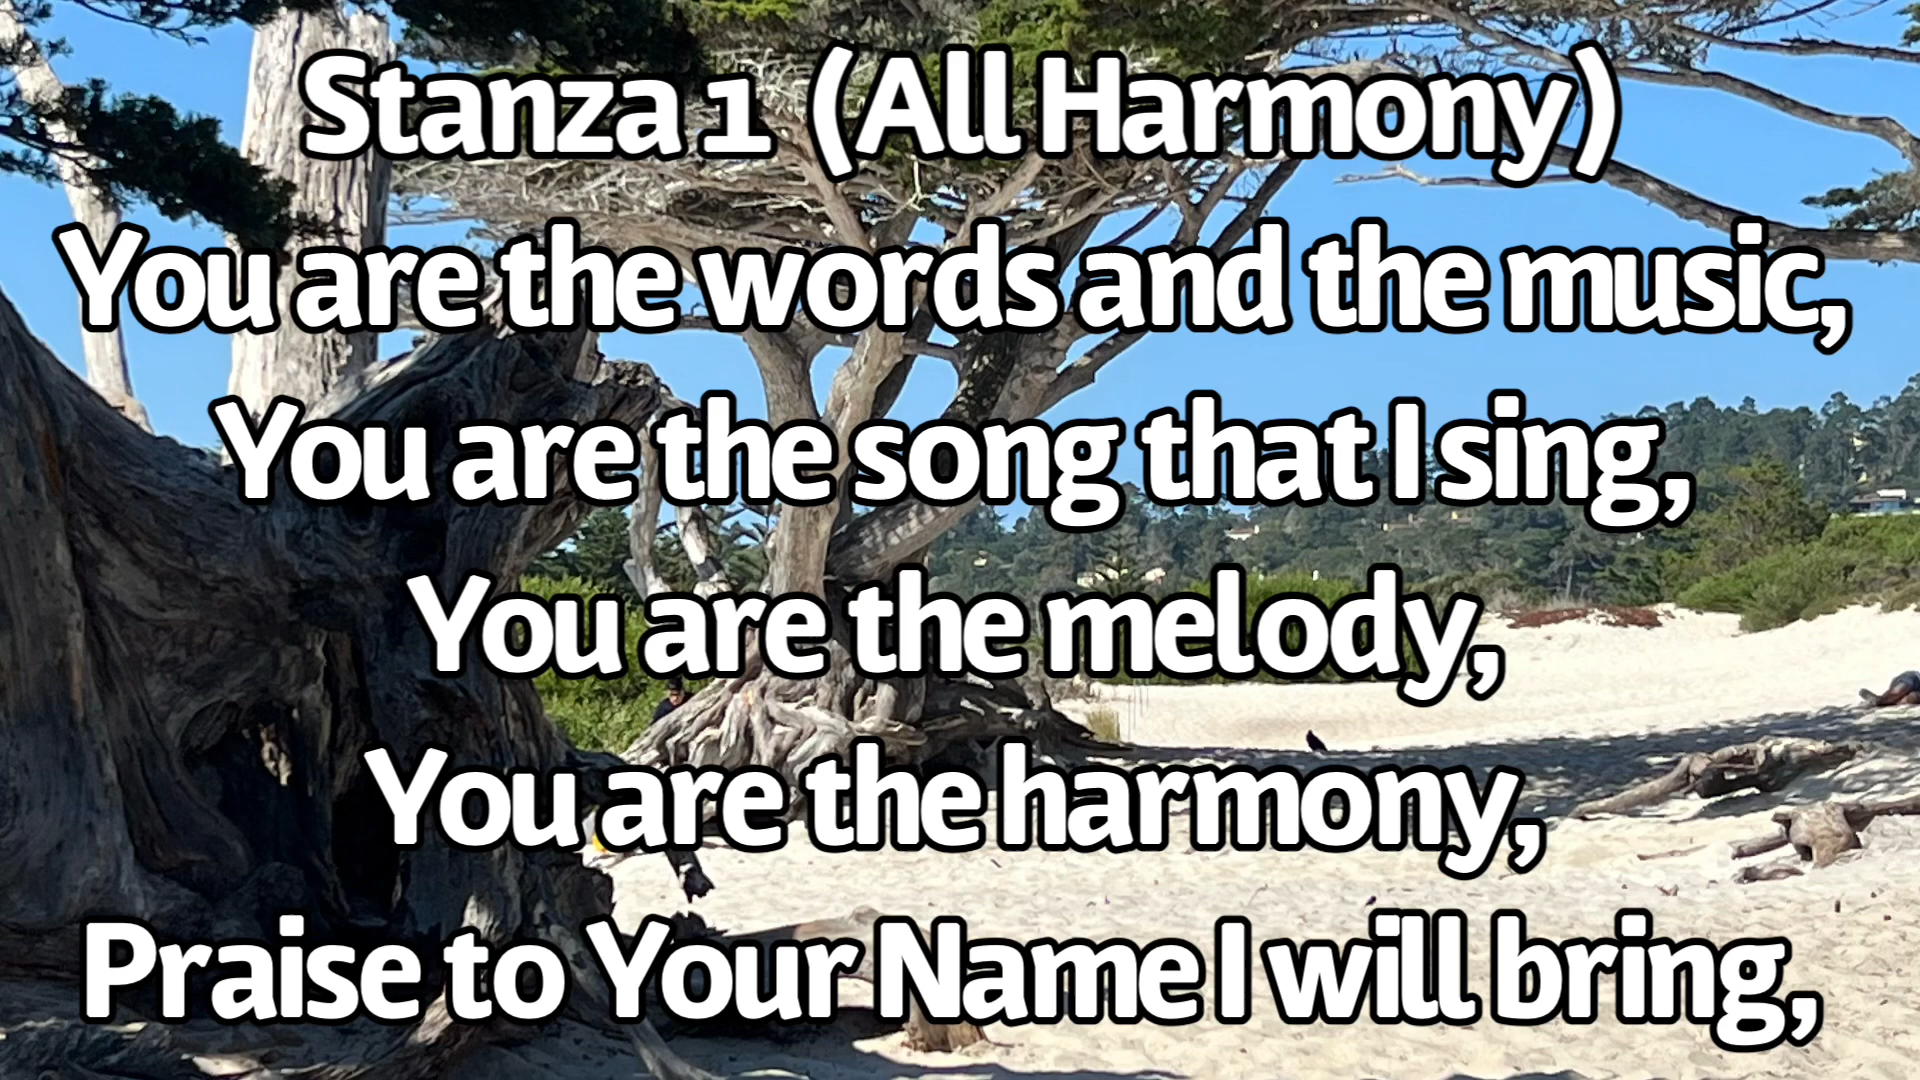 Stanza 1 (All Harmony)
You are the words and the music,
You are the song that I sing,
You are the melody,
You are the harmony,
Praise to Your Name I will bring,